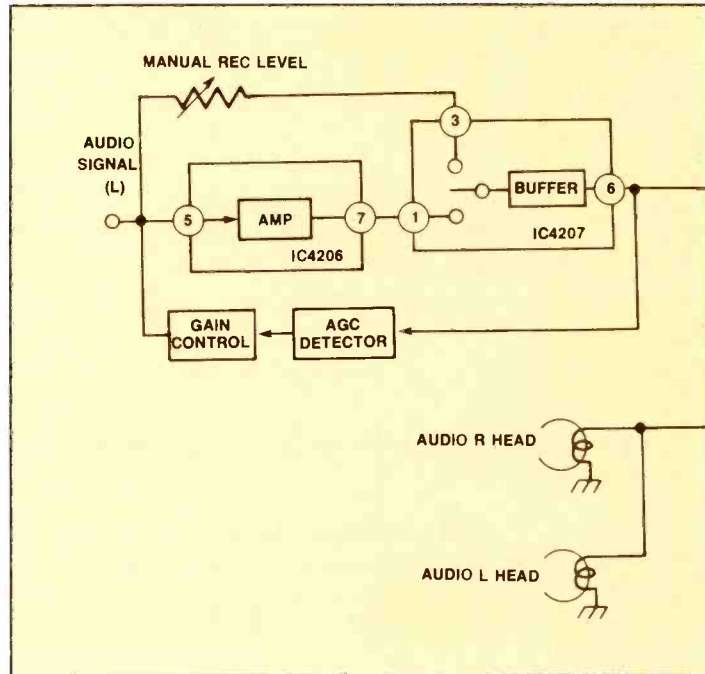 MANUAL REC LEVEL
AUDIO
SIGNAL
(L)
3
5
AMP
7
IC4206
1
BUFFER
6
IC4207
GAIN
CONTROL
AGC
DETECTOR
AUDIO R HEAD
AUDIO L HEAD